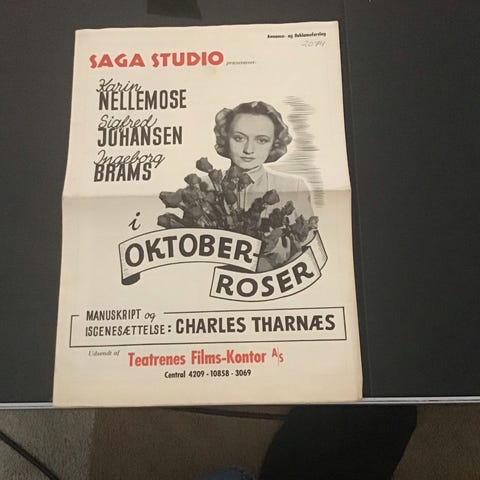 Annonce- og Reklameforslag
2074
SAGA STUDIO præsenterer:
Karin
NELLEMOSE
Sigfred
JOHANSEN
Ingeborg
BRAMS
i
OKTOBER-
ROSER
MANUSKRIPT og
ISCENESÆTTELSE: CHARLES THARNÆS
Udsendt af Teatrenes Films-Kontor A/s
Central 4209 - 10858 - 3069